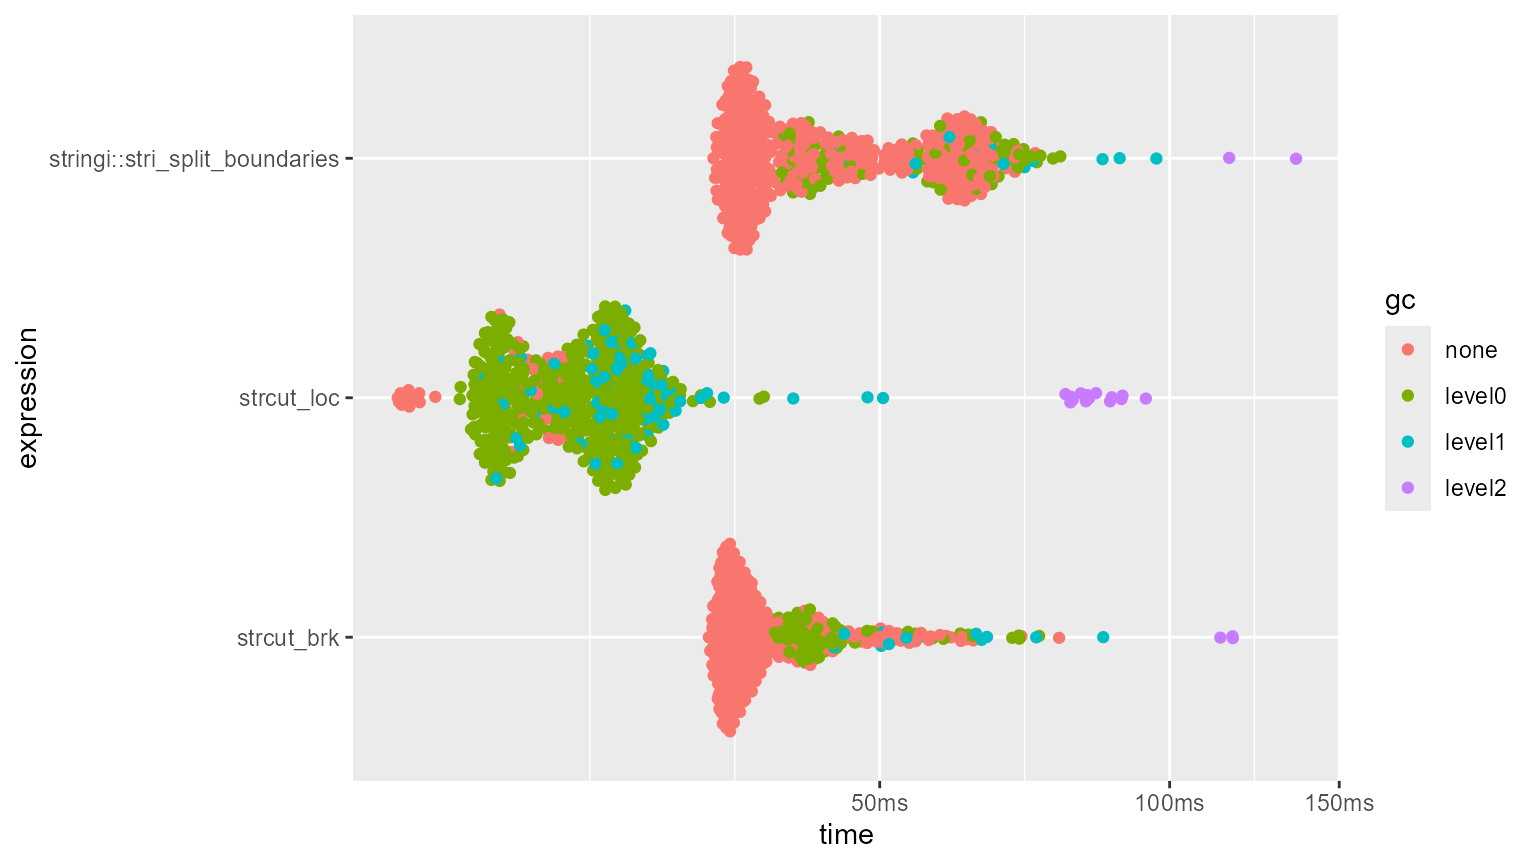 expression
stringi::stri_split_boundaries
strcut_loc
strcut_brk
50ms
100ms
150ms
time
gc
none
level0
level1
level2